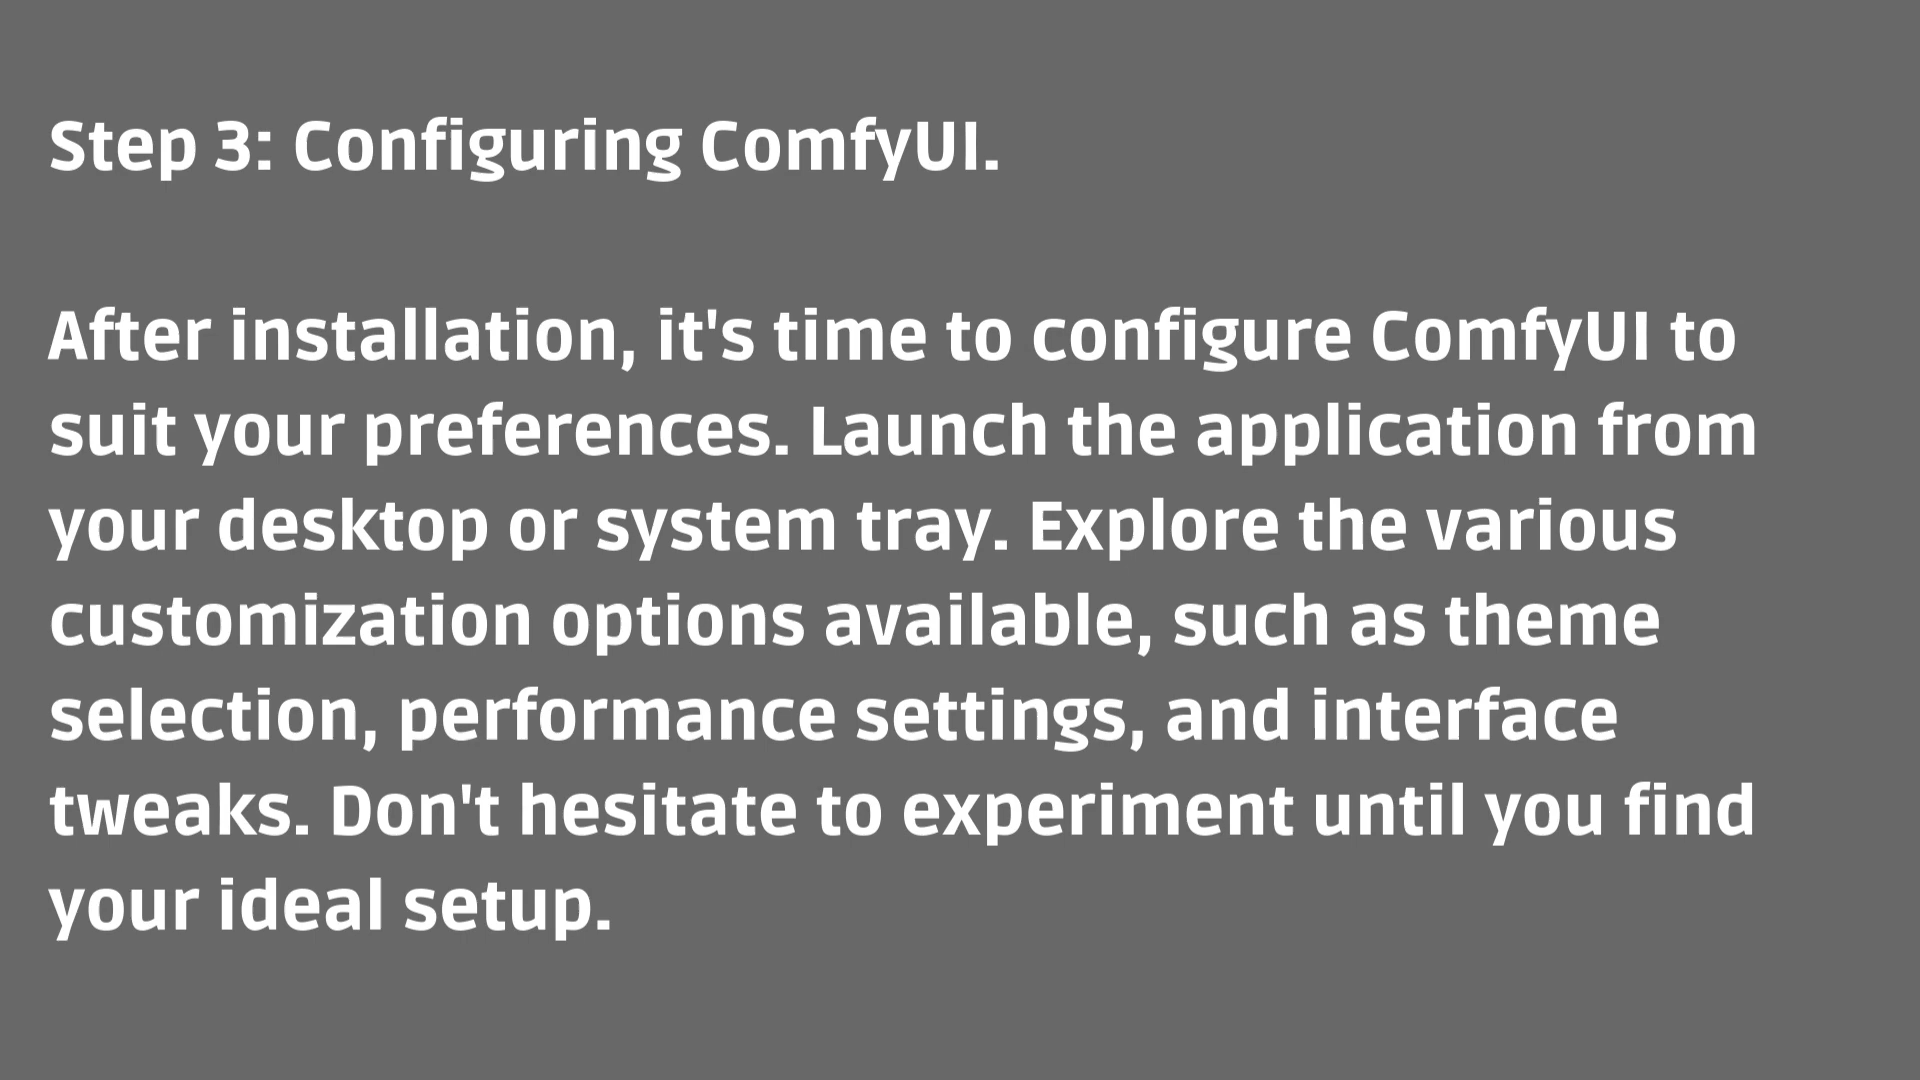 Step 3: Configuring ComfyUI.
After installation, it's time to configure ComfyUI to
suit your preferences. Launch the application from
your desktop or system tray. Explore the various
customization options available, such as theme
selection, performance settings, and interface
tweaks. Don't hesitate to experiment until you find
your ideal setup.